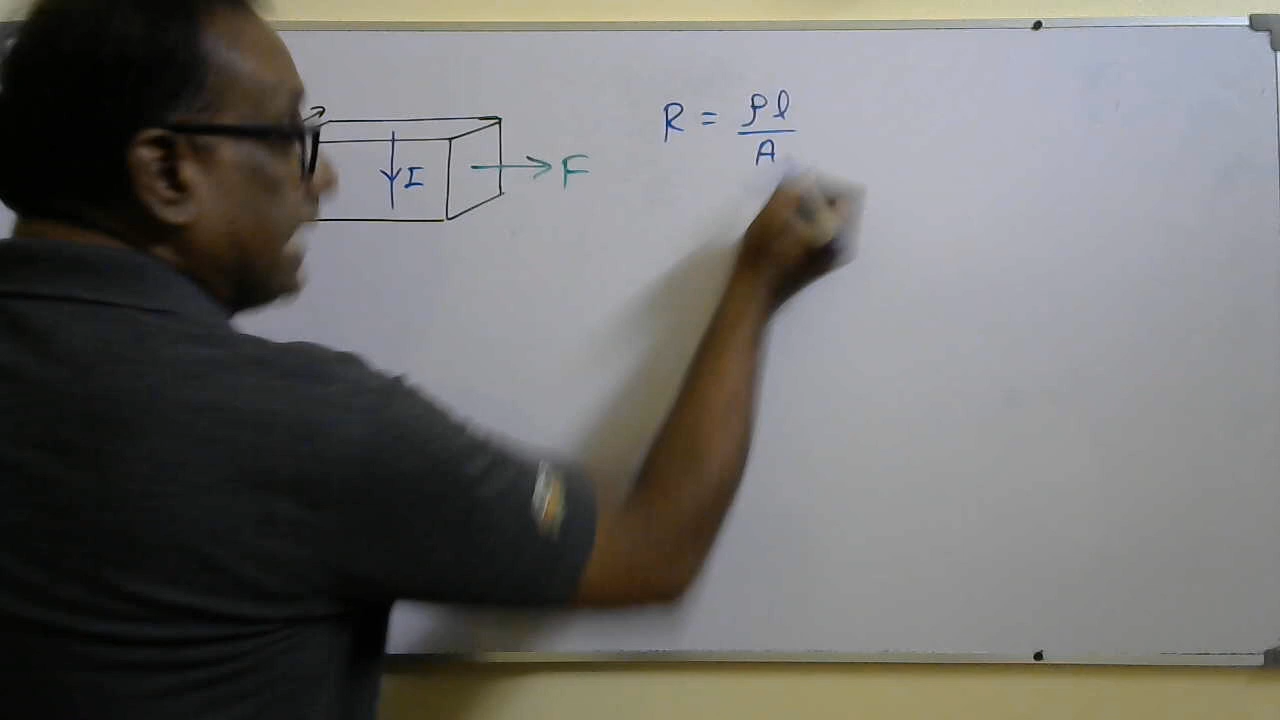 I
F
R = ρl/A